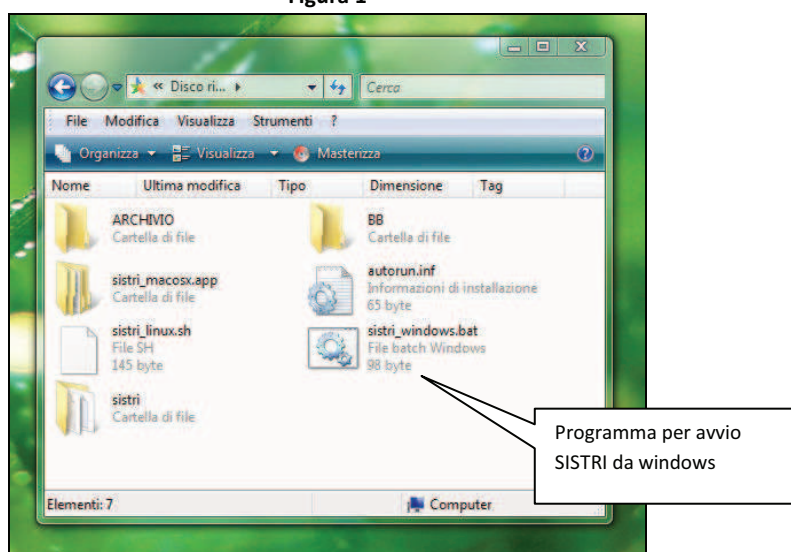 Figura 1
« Disco ri...
Cerca
File Modifica Visualizza Strumenti ?
Organizza Visualizza Masterizza ?
Nome Ultima modifica Tipo Dimensione Tag
ARCHIVIO
Cartella di file
BB
Cartella di file
sistri_macosx.app
Cartella di file
autorun.inf
Informazioni di installazione
65 byte
sistri_linux.sh
File SH
145 byte
sistri_windows.bat
File batch Windows
98 byte
sistri
Cartella di file
Programma per avvio
SISTRI da windows
Elementi: 7 Computer